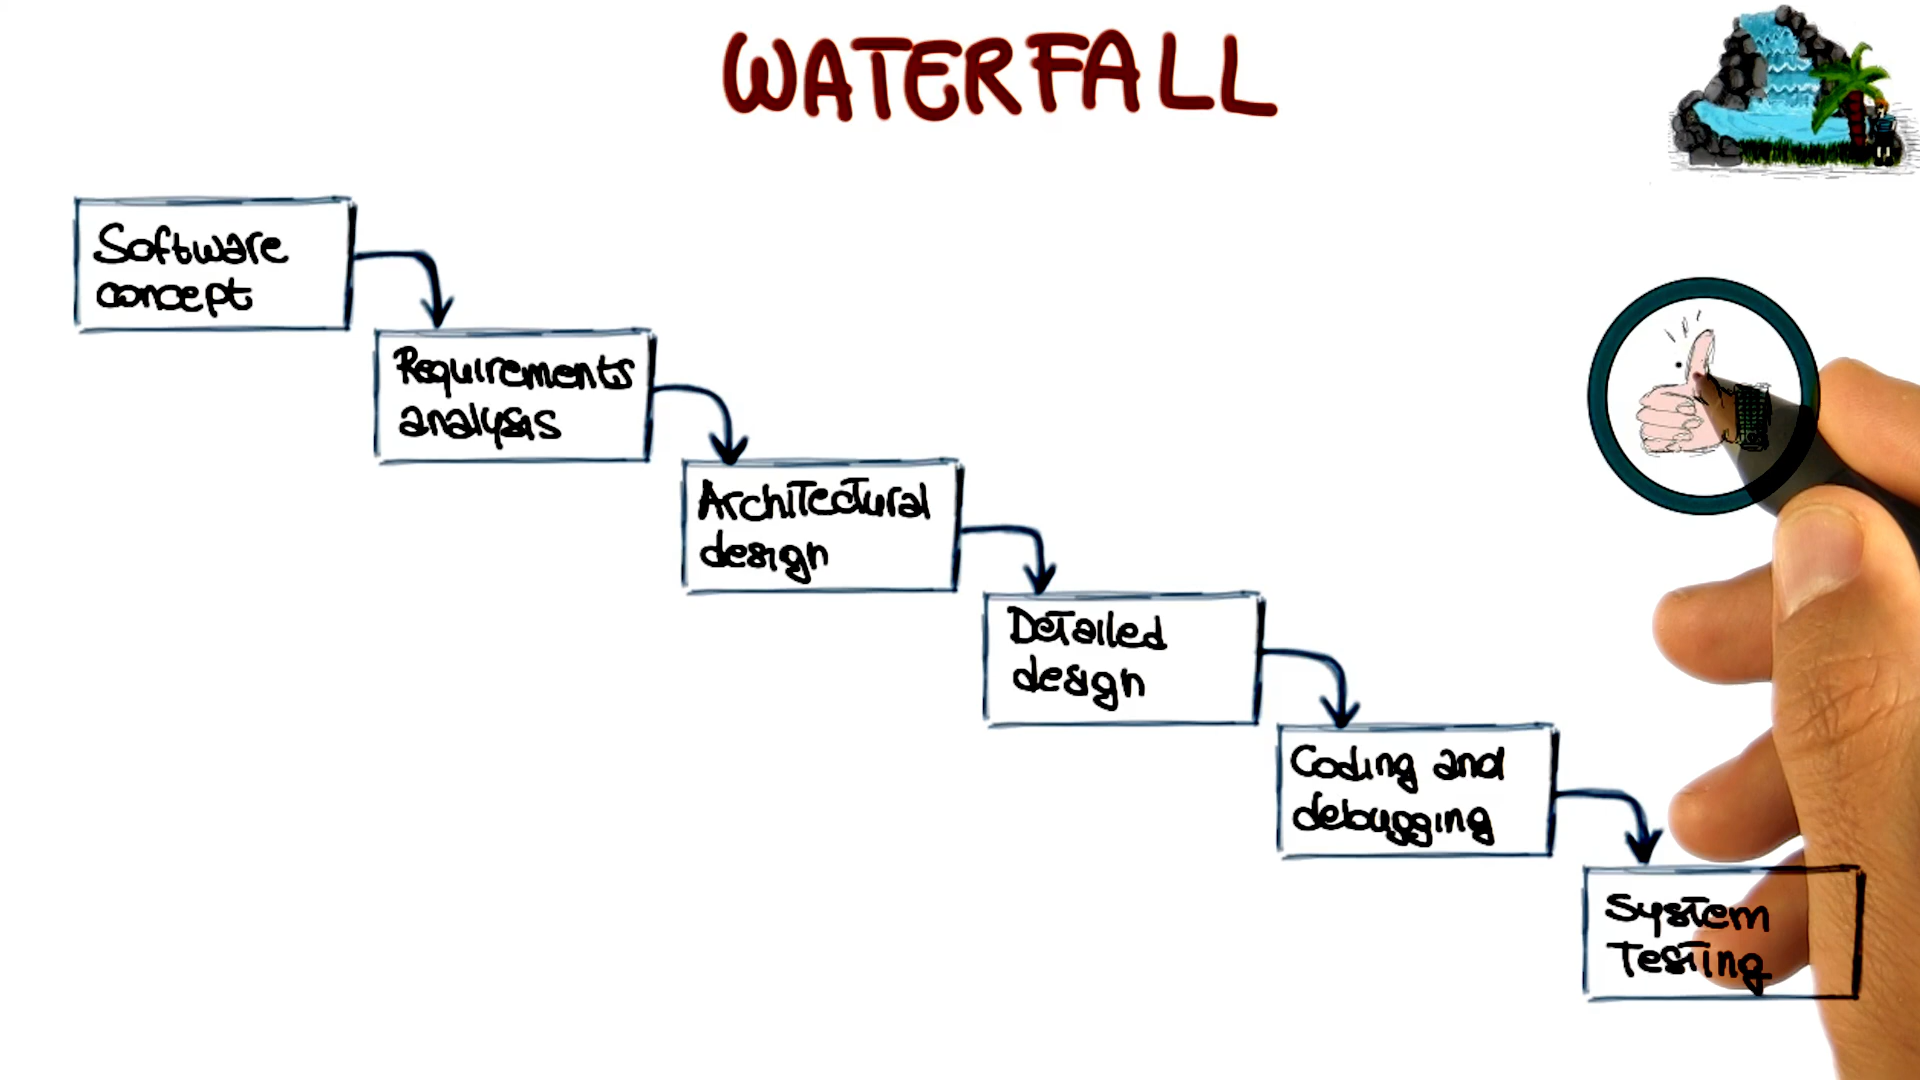 WATERFALL
Software
concept
Requirements
analysis
Architectural
design
Detailed
design
Coding and
debugging
System
Testing